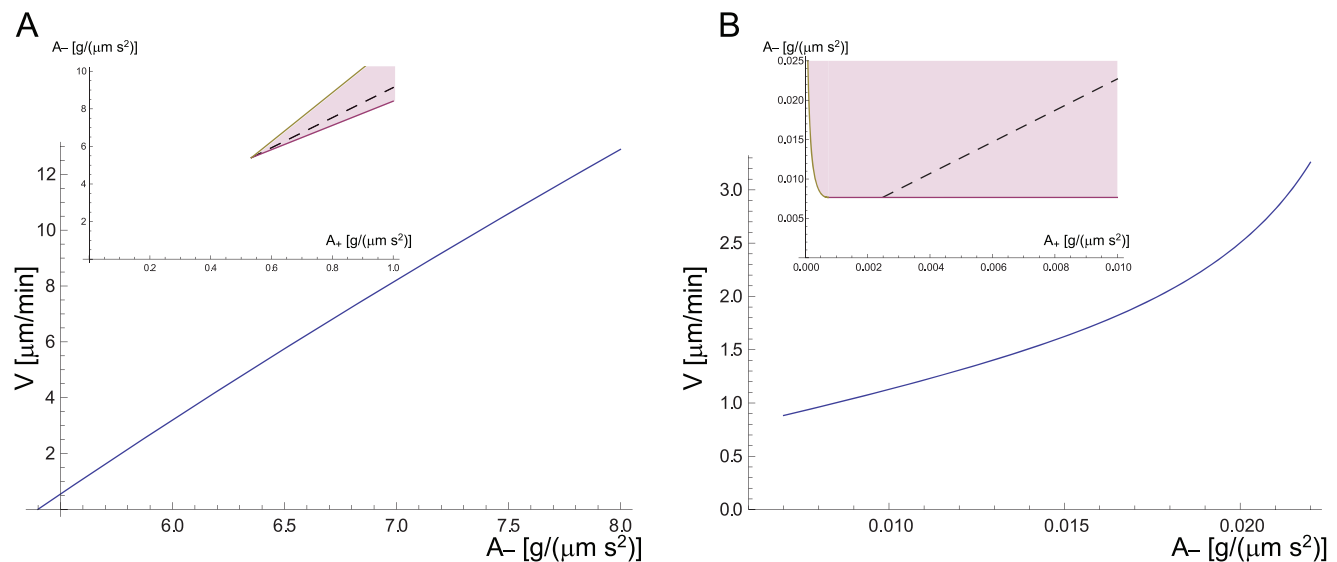 A
A– [g/(μm s²)]
10
8
6
4
2
0.2 0.4 0.6 0.8 1.0
A₊ [g/(μm s²)]
V [μm/min]
12
10
8
6
4
2
6.0 6.5 7.0 7.5 8.0
A– [g/(μm s²)]
B
A– [g/(μm s²)]
0.025
0.020
0.015
0.010
0.005
0.000 0.002 0.004 0.006 0.008 0.010
A₊ [g/(μm s²)]
V [μm/min]
3.0
2.5
2.0
1.5
1.0
0.5
0.0
0.010 0.015 0.020
A– [g/(μm s²)]